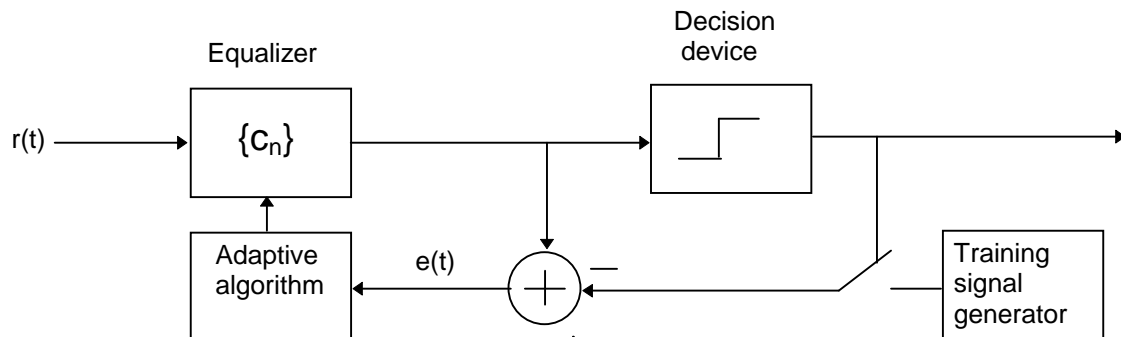 Equalizer
Decision
device
r(t)
{cₙ}
Adaptive
algorithm
e(t)
+
−
Training
signal
generator